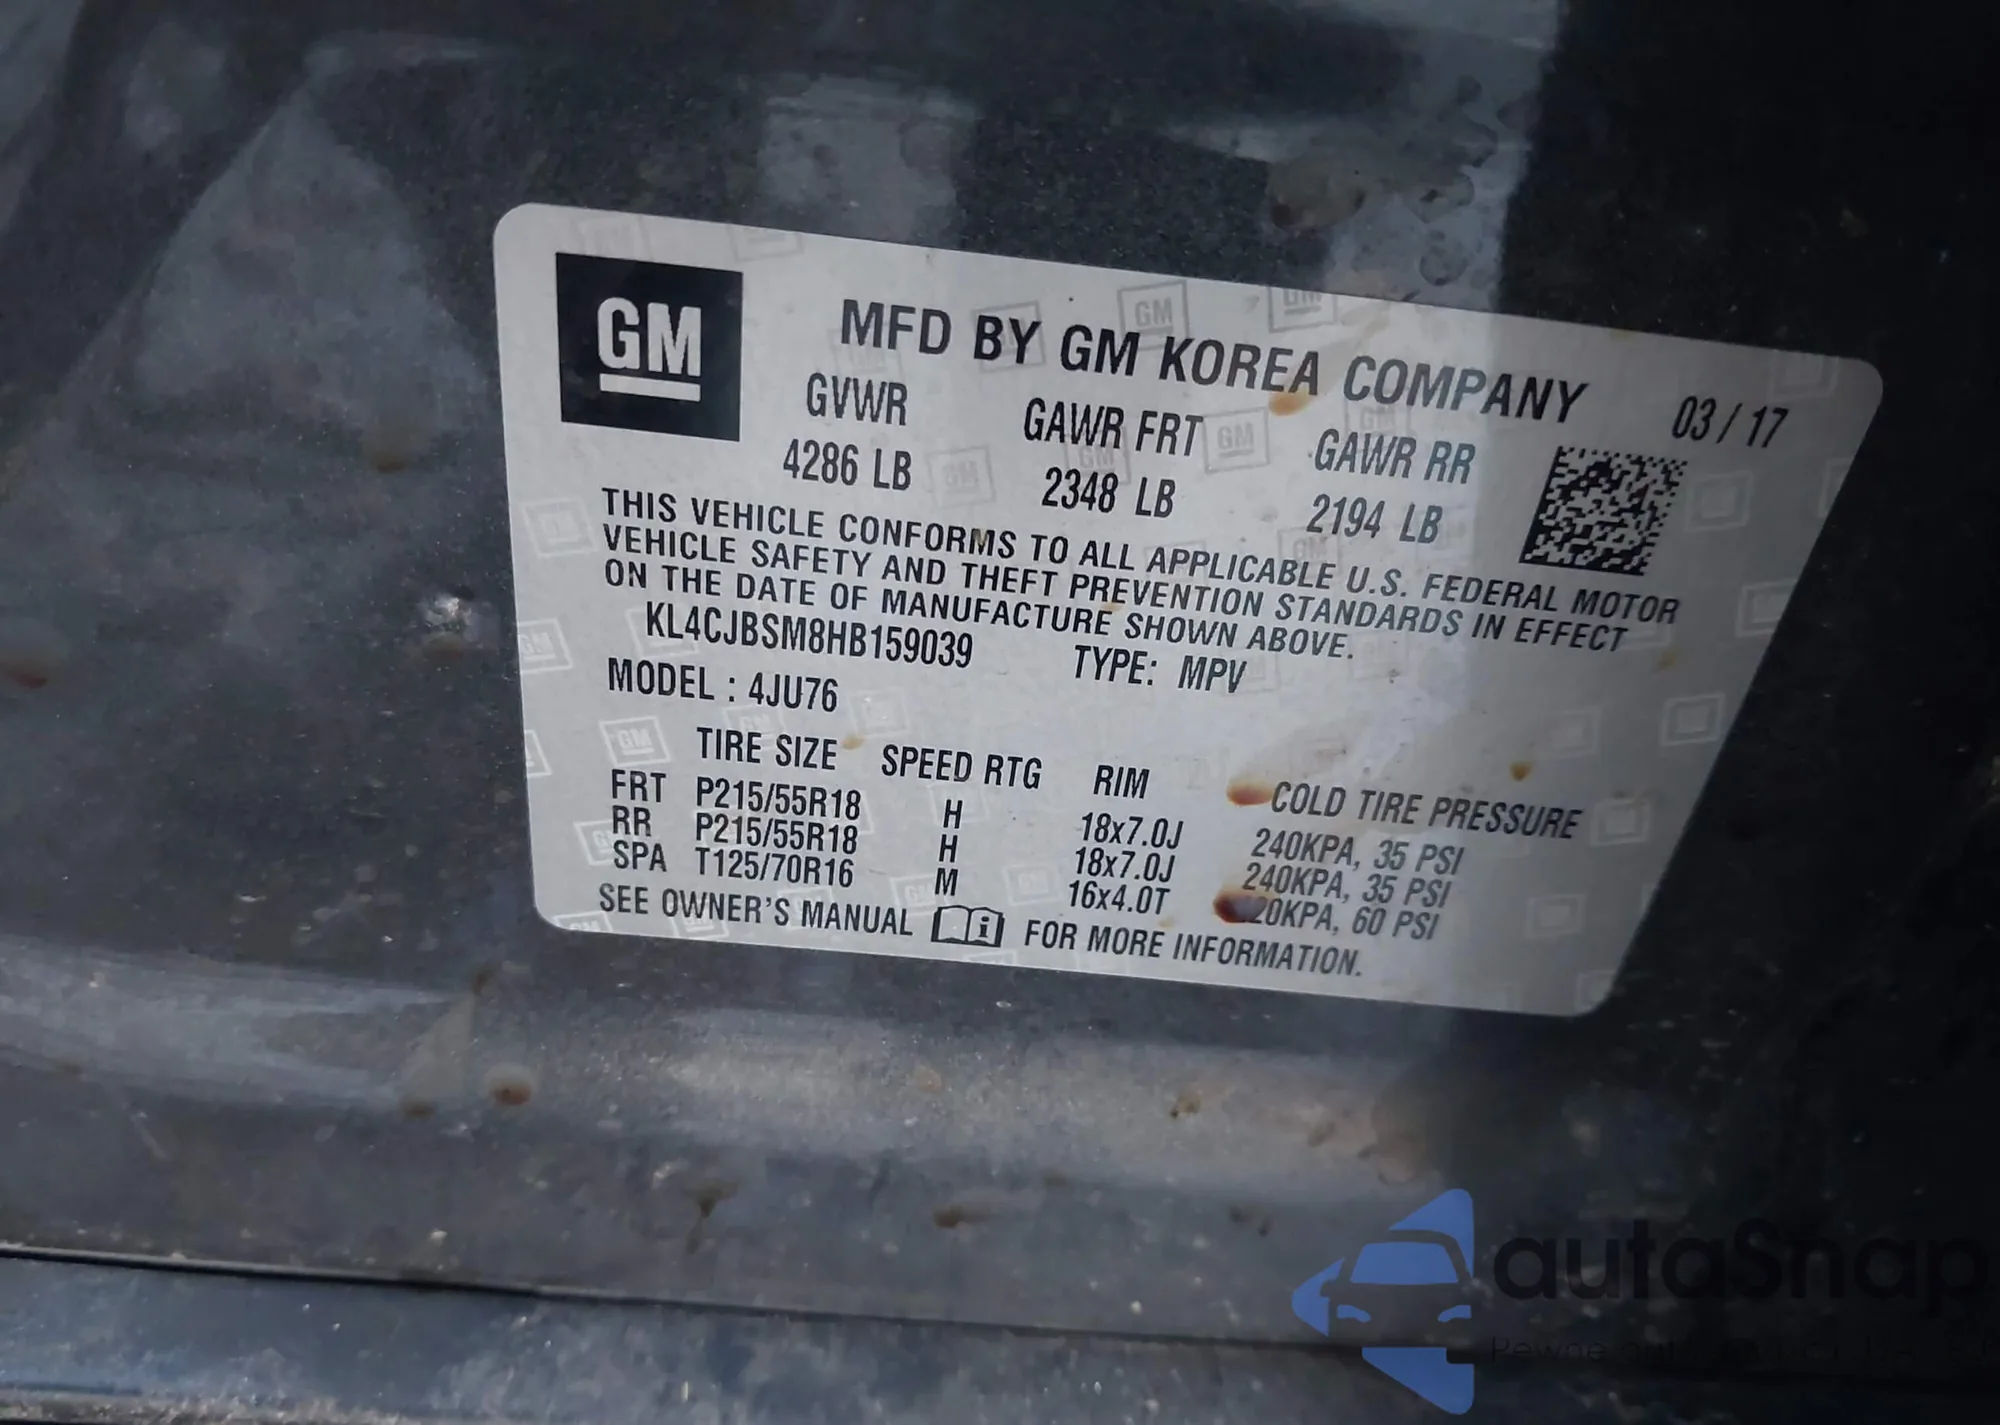 GM
MFD BY GM KOREA COMPANY 03/17
GVWR GAWR FRT GAWR RR
4286 LB 2348 LB 2194 LB
THIS VEHICLE CONFORMS TO ALL APPLICABLE U.S. FEDERAL MOTOR
VEHICLE SAFETY AND THEFT PREVENTION STANDARDS IN EFFECT
ON THE DATE OF MANUFACTURE SHOWN ABOVE.
KL4CJBSM8HB159039 TYPE: MPV
MODEL : 4JU76
TIRE SIZE SPEED RTG RIM COLD TIRE PRESSURE
FRT P215/55R18 H 18x7.0J 240KPA, 35 PSI
RR P215/55R18 H 18x7.0J 240KPA, 35 PSI
SPA T125/70R16 M 16x4.0T 60 PSI
SEE OWNER'S MANUAL FOR MORE INFORMATION.
autaSnap